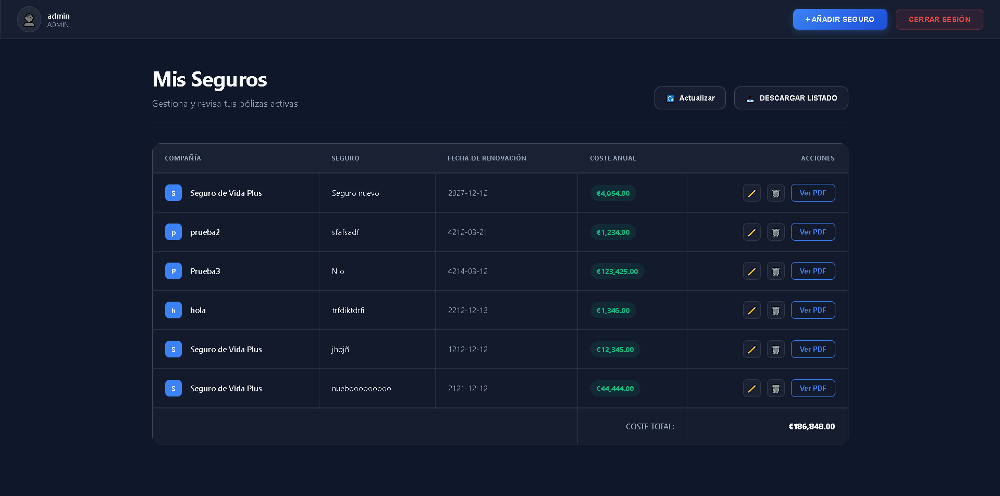 admin
ADMIN
+ AÑADIR SEGURO
CERRAR SESIÓN
Mis Seguros
Gestiona y revisa tus pólizas activas
Actualizar
DESCARGAR LISTADO
COMPAÑÍA SEGURO FECHA DE RENOVACIÓN COSTE ANUAL ACCIONES
S Seguro de Vida Plus Seguro nuevo 2027-12-12 €4,054.00 Ver PDF
p prueba2 sfafsadf 4212-03-21 €1,234.00 Ver PDF
P Prueba3 N o 4214-03-12 €123,425.00 Ver PDF
h hola trfdiktdrfi 2212-12-13 €1,346.00 Ver PDF
S Seguro de Vida Plus jhbjñ 1212-12-12 €12,345.00 Ver PDF
S Seguro de Vida Plus nueboooooooooo 2121-12-12 €44,444.00 Ver PDF
COSTE TOTAL: €186,848.00